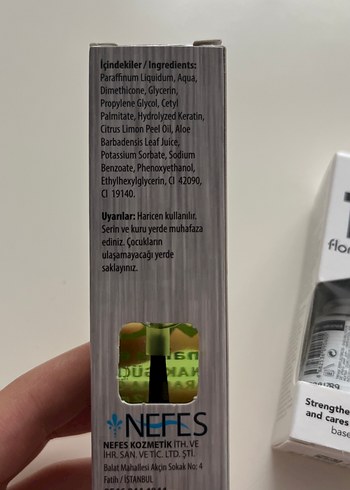 İçindekiler / Ingredients:
Paraffinum Liquidum, Aqua,
Dimethicone, Glycerin,
Propylene Glycol, Cetyl
Palmitate, Hydrolyzed Keratin,
Citrus Limon Peel Oil, Aloe
Barbadensis Leaf Juice,
Potassium Sorbate, Sodium
Benzoate, Phenoxyethanol,
Ethylhexylglycerin, CI 42090,
CI 19140.
Uyarılar: Haricen kullanılır.
Serin ve kuru yerde muhafaza
ediniz. Çocukların
ulaşamayacağı yerde
saklayınız.
NEFES
NEFES KOZMETİK İTH. VE
İHR. SAN. VE TİC. LTD. ŞTİ.
Balat Mahallesi Akçin Sokak No: 4
Fatih / İSTANBUL
flor
Strengthe
and cares
base